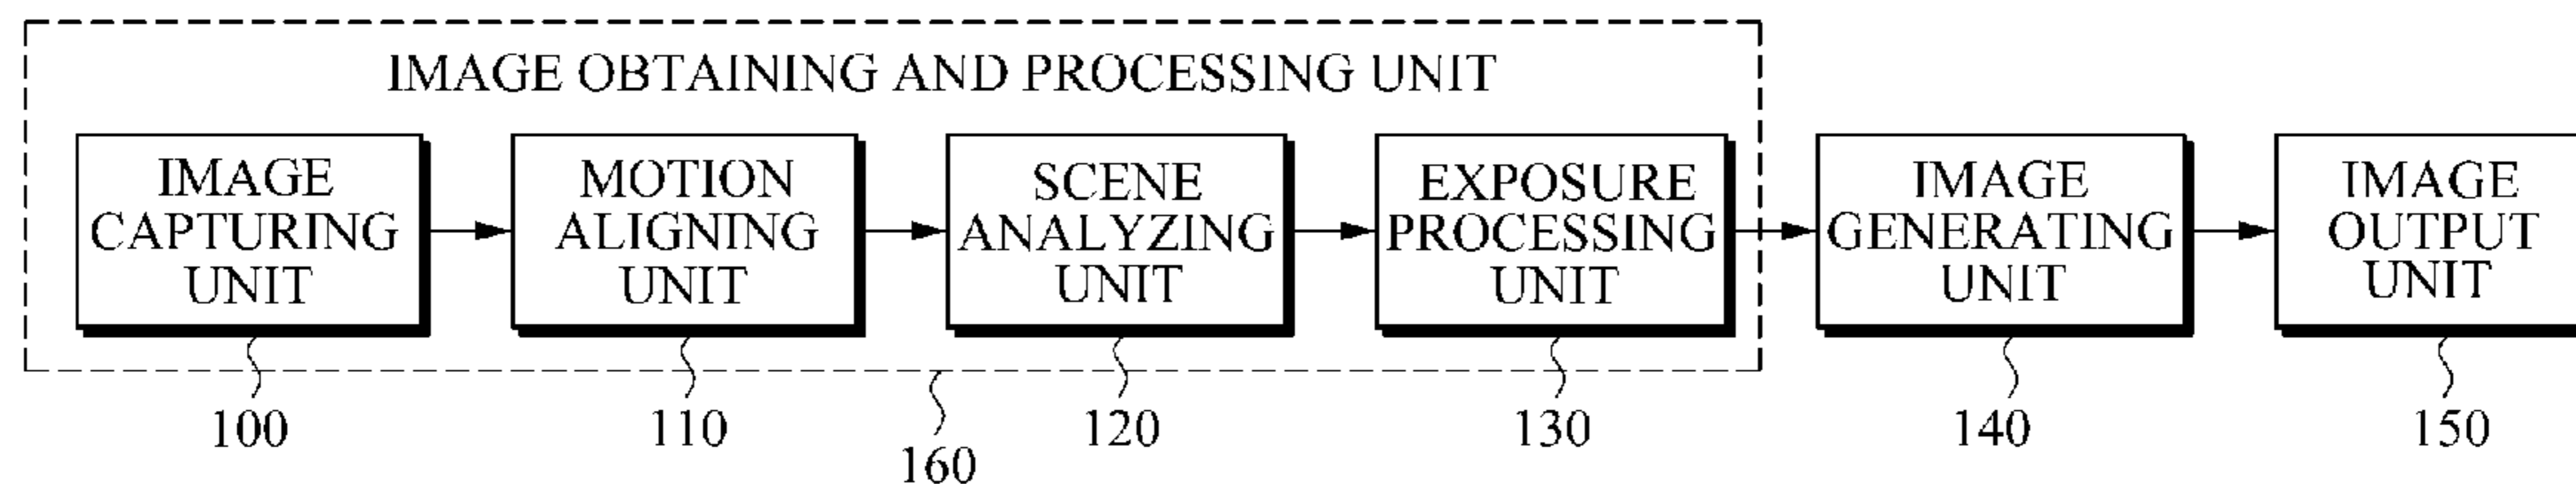 IMAGE OBTAINING AND PROCESSING UNIT
IMAGE
CAPTURING
UNIT
MOTION
ALIGNING
UNIT
SCENE
ANALYZING
UNIT
EXPOSURE
PROCESSING
UNIT
IMAGE
GENERATING
UNIT
IMAGE
OUTPUT
UNIT
100
110
120
130
140
150
160